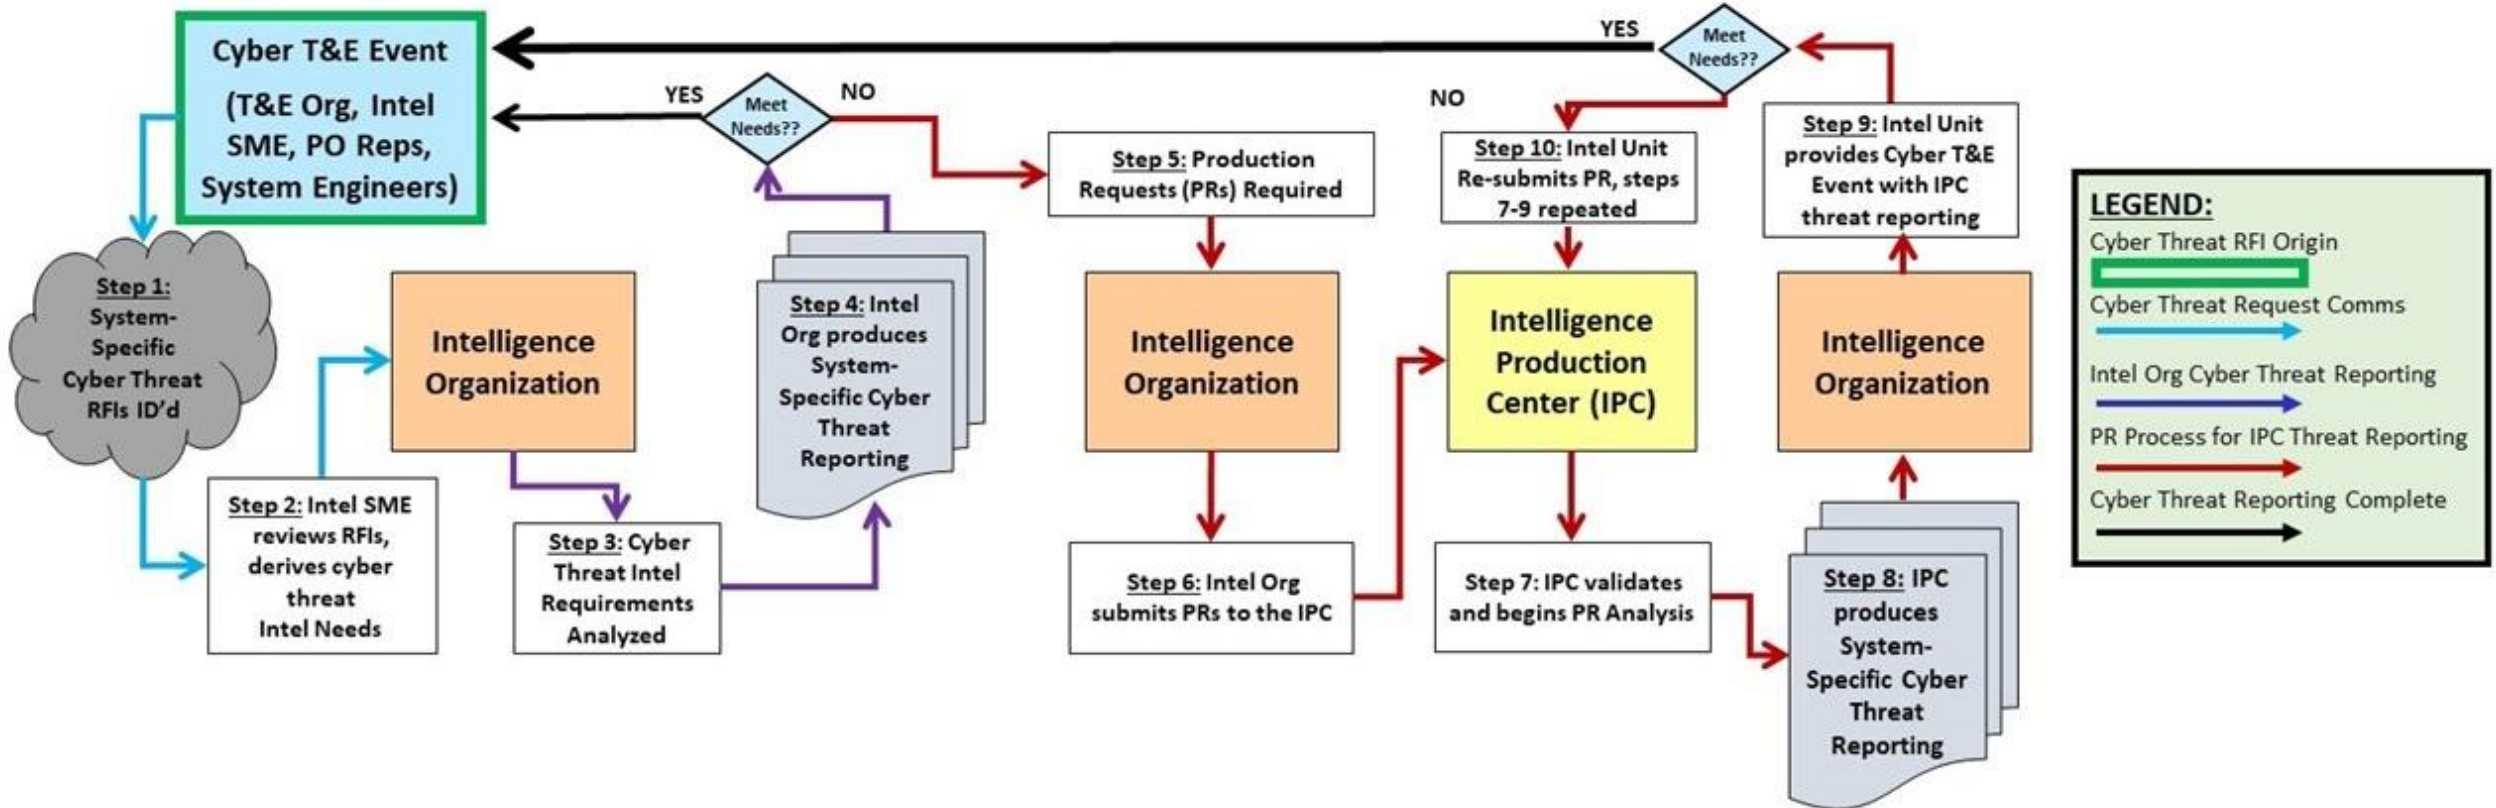 Cyber T&E Event
(T&E Org, Intel
SME, PO Reps,
System Engineers)
Step 1:
System-
Specific
Cyber Threat
RFIs ID’d
Step 2: Intel SME
reviews RFIs,
derives cyber
threat
Intel Needs
Intelligence
Organization
Step 3: Cyber
Threat Intel
Requirements
Analyzed
Step 4: Intel
Org produces
System-
Specific Cyber
Threat
Reporting
Meet
Needs??
YES
NO
Step 5: Production
Requests (PRs) Required
Intelligence
Organization
Step 6: Intel Org
submits PRs to the IPC
Intelligence
Production
Center (IPC)
Step 7: IPC validates
and begins PR Analysis
Step 8: IPC
produces
System-
Specific Cyber
Threat
Reporting
Intelligence
Organization
Step 9: Intel Unit
provides Cyber T&E
Event with IPC
threat reporting
Meet
Needs??
YES
NO
Step 10: Intel Unit
Re-submits PR, steps
7-9 repeated
LEGEND:
Cyber Threat RFI Origin
Cyber Threat Request Comms
Intel Org Cyber Threat Reporting
PR Process for IPC Threat Reporting
Cyber Threat Reporting Complete